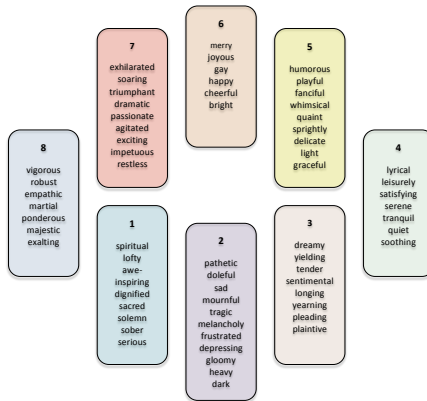 6
merry
joyous
gay
happy
cheerful
bright
7
exhilarated
soaring
triumphant
dramatic
passionate
agitated
exciting
impetuous
restless
5
humorous
playful
fanciful
whimsical
quaint
sprightly
delicate
light
graceful
8
vigorous
robust
empathic
martial
ponderous
majestic
exalting
4
lyrical
leisurely
satisfying
serene
tranquil
quiet
soothing
1
spiritual
lofty
awe-
inspiring
dignified
sacred
solemn
sober
serious
2
pathetic
doleful
sad
mournful
tragic
melancholy
frustrated
depressing
gloomy
heavy
dark
3
dreamy
yielding
tender
sentimental
longing
yearning
pleading
plaintive